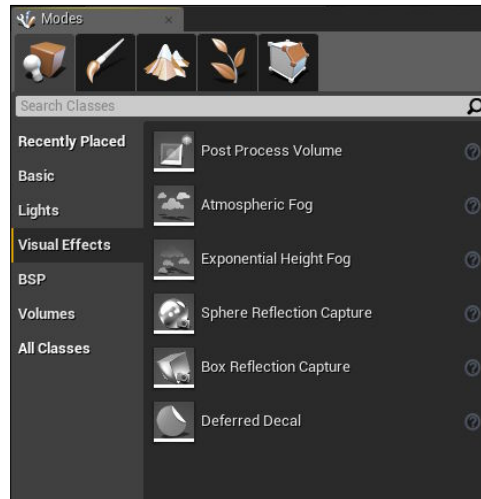 Modes
Search Classes
Recently Placed
Basic
Lights
Visual Effects
BSP
Volumes
All Classes
Post Process Volume
Atmospheric Fog
Exponential Height Fog
Sphere Reflection Capture
Box Reflection Capture
Deferred Decal